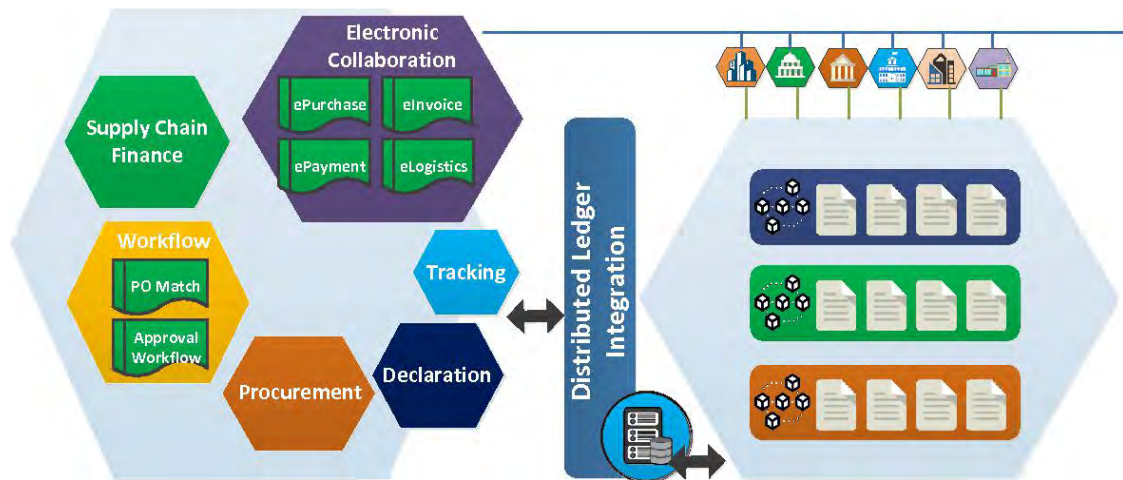 Electronic
Collaboration
ePurchase
eInvoice
ePayment
eLogistics
Supply Chain
Finance
Workflow
PO Match
Approval
Workflow
Tracking
Procurement
Declaration
Distributed Ledger
Integration